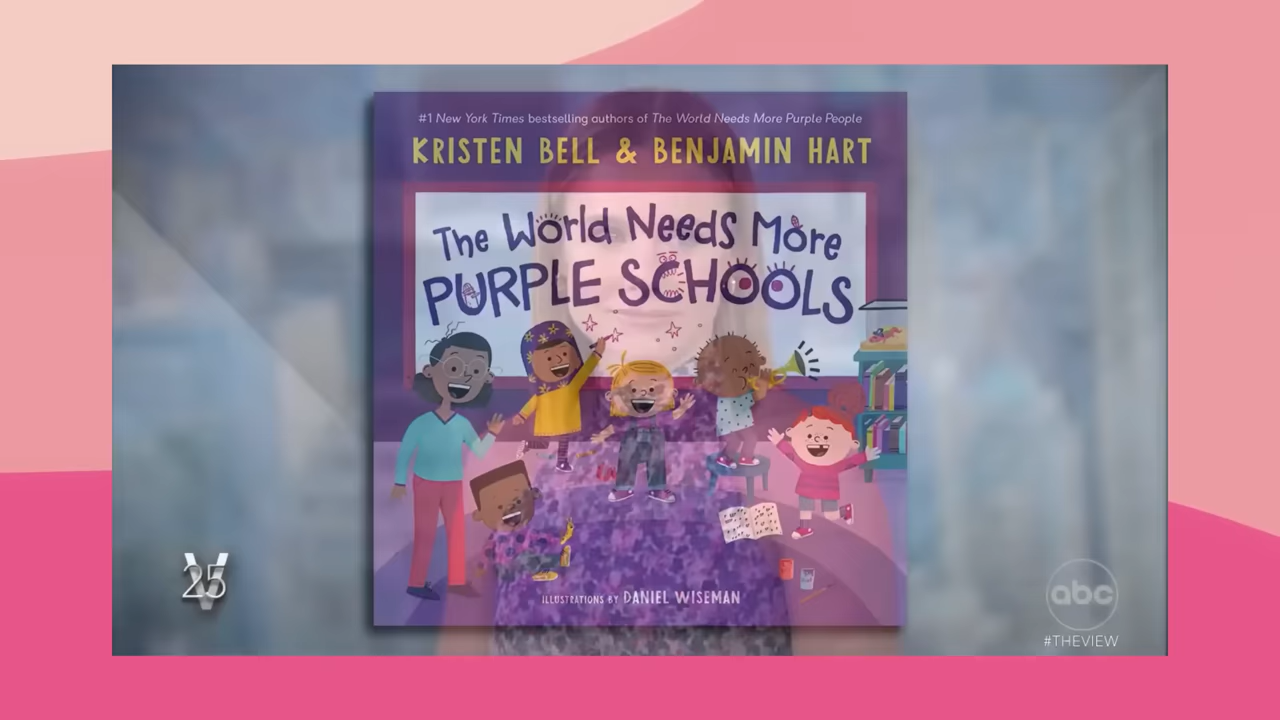 #1 New York Times bestselling authors of The World Needs More Purple People
KRISTEN BELL & BENJAMIN HART
The World Needs More
PURPLE SCHOOLS
ILLUSTRATIONS BY DANIEL WISEMAN
V
25
abc
#THEVIEW